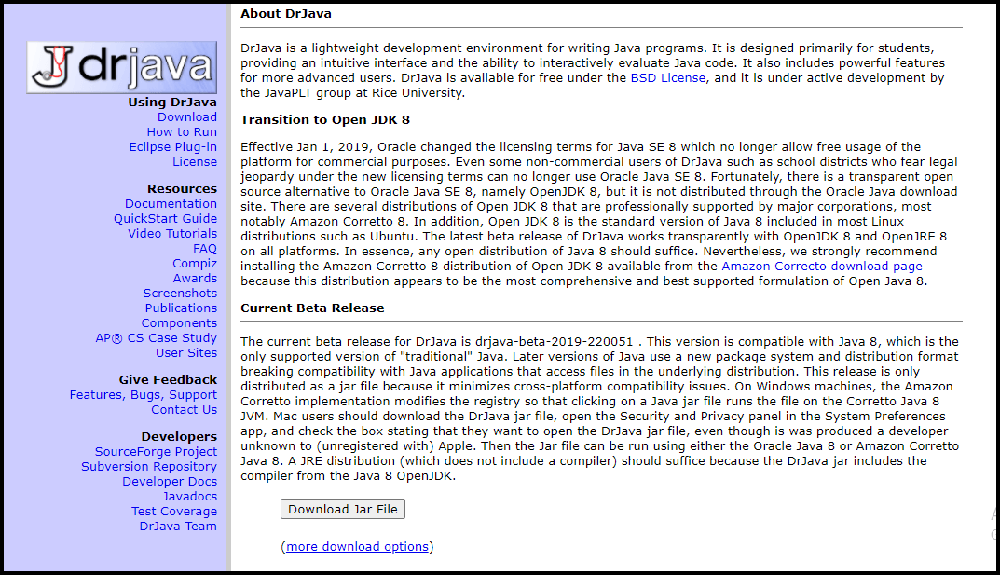 drjava
Using DrJava
Download
How to Run
Eclipse Plug-in
License
Resources
Documentation
QuickStart Guide
Video Tutorials
FAQ
Compiz
Awards
Screenshots
Publications
Components
AP® CS Case Study
User Sites
Give Feedback
Features, Bugs, Support
Contact Us
Developers
SourceForge Project
Subversion Repository
Developer Docs
Javadocs
Test Coverage
DrJava Team
About DrJava
DrJava is a lightweight development environment for writing Java programs. It is designed primarily for students,
providing an intuitive interface and the ability to interactively evaluate Java code. It also includes powerful features
for more advanced users. DrJava is available for free under the BSD License, and it is under active development by
the JavaPLT group at Rice University.
Transition to Open JDK 8
Effective Jan 1, 2019, Oracle changed the licensing terms for Java SE 8 which no longer allow free usage of the
platform for commercial purposes. Even some non-commercial users of DrJava such as school districts who fear legal
jeopardy under the new licensing terms can no longer use Oracle Java SE 8. Fortunately, there is a transparent open
source alternative to Oracle Java SE 8, namely OpenJDK 8, but it is not distributed through the Oracle Java download
site. There are several distributions of Open JDK 8 that are professionally supported by major corporations, most
notably Amazon Corretto 8. In addition, Open JDK 8 is the standard version of Java 8 included in most Linux
distributions such as Ubuntu. The latest beta release of DrJava works transparently with OpenJDK 8 and OpenJRE 8
on all platforms. In essence, any open distribution of Java 8 should suffice. Nevertheless, we strongly recommend
installing the Amazon Corretto 8 distribution of OpenJDK 8 available from the Amazon Correcto download page
because this distribution appears to be the most comprehensive and best supported formulation of Open Java 8.
Current Beta Release
The current beta release for DrJava is drjava-beta-2019-220051 . This version is compatible with Java 8, which is the
only supported version of "traditional" Java. Later versions of Java use a new package system and distribution format
breaking compatibility with Java applications that access files in the underlying distribution. This release is only
distributed as a jar file because it minimizes cross-platform compatibility issues. On Windows machines, the Amazon
Corretto implementation modifies the registry so that clicking on a Java jar file runs the file on the Corretto Java 8
JVM. Mac users should download the DrJava jar file, open the Security and Privacy panel in the System Preferences
app, and check the box stating that they want to open the DrJava jar file, even though is was produced a developer
unknown to (unregistered with) Apple. Then the Jar file can be run using either the Oracle Java 8 or Amazon Corretto
Java 8. A JRE distribution (which does not include a compiler) should suffice because the DrJava jar includes the
compiler from the Java 8 OpenJDK.
Download Jar File
(more download options)